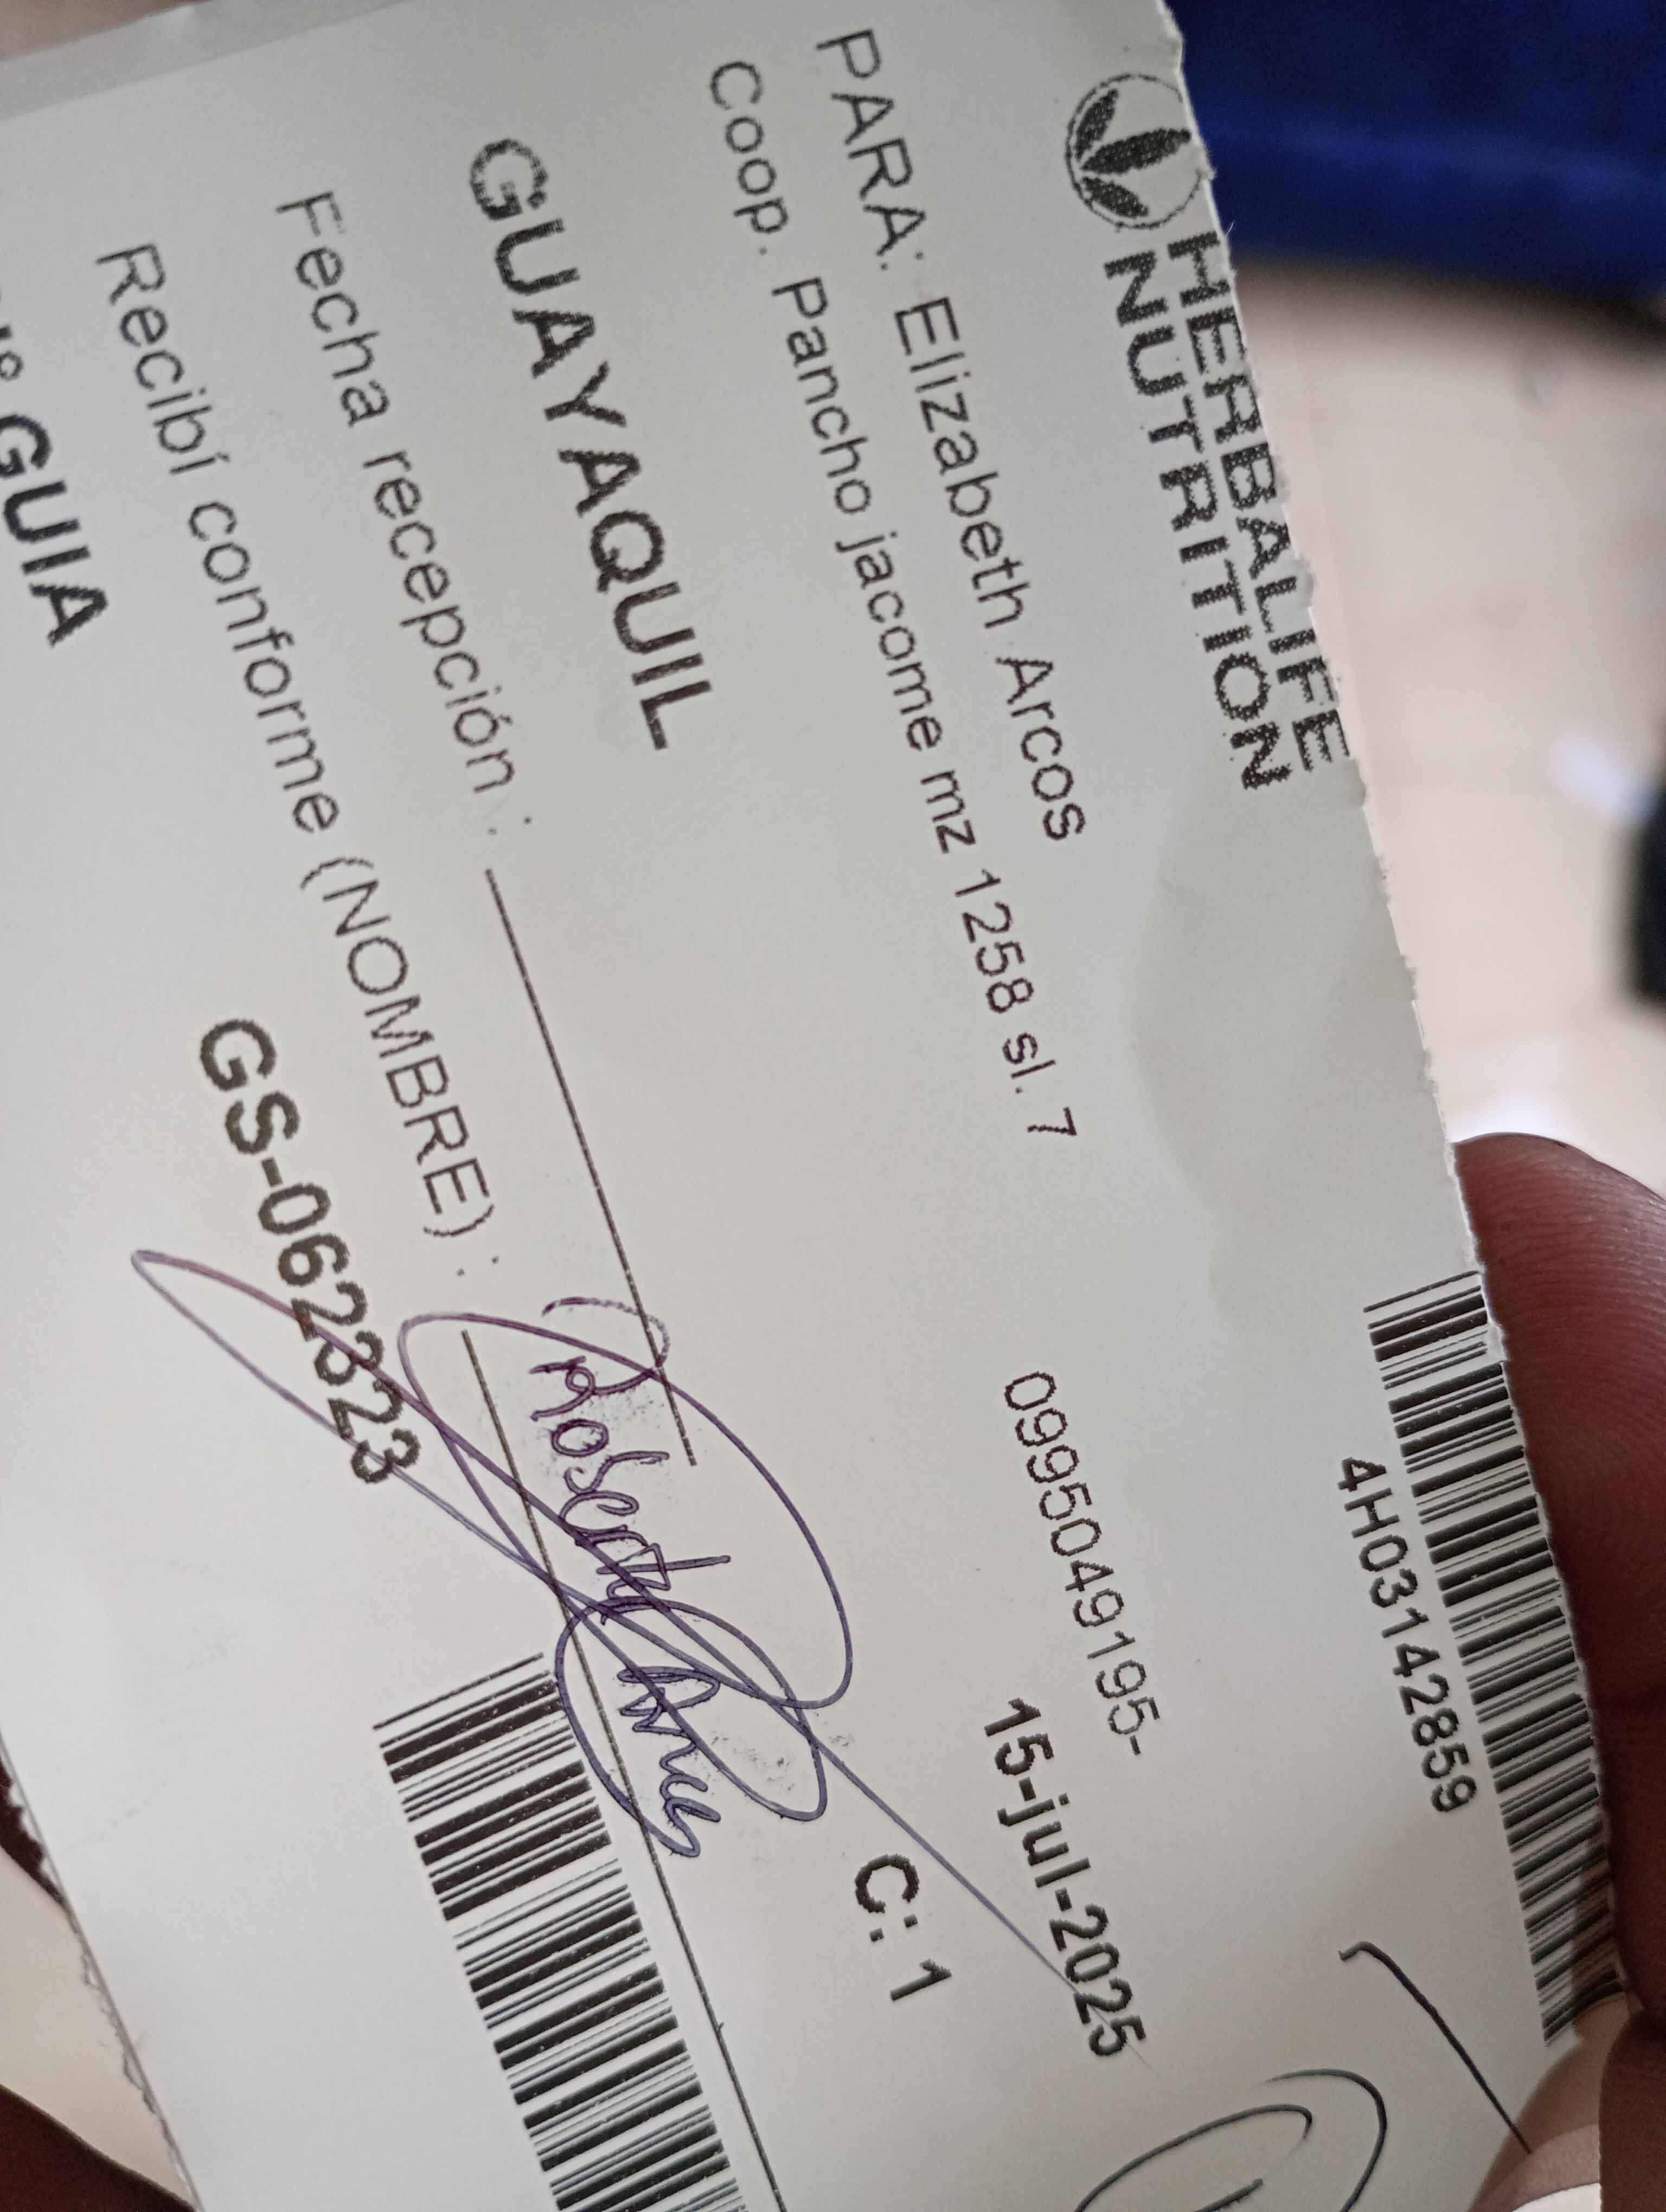 HERBALIFE
NUTRITION
4H03142859
PARA: Elizabeth Arcos
0995049195-
Coop. Pancho jacome mz 1258 sl. 7
15-jul-2025
GUAYAQUIL
C: 1
Fecha recepción :
Recibí conforme (NOMBRE) :
GS-062323
GUIA